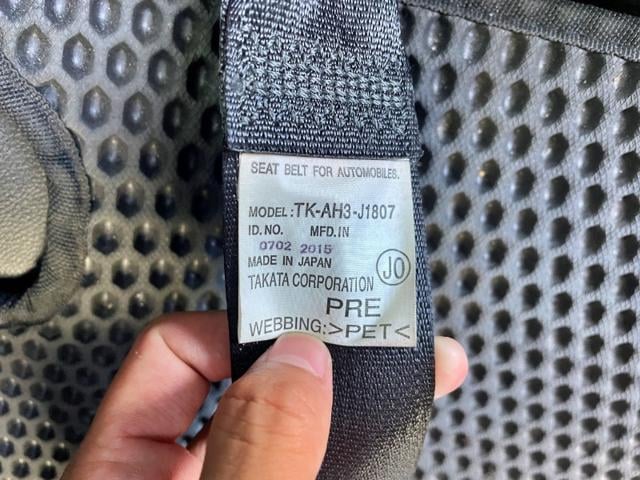 SEAT BELT FOR AUTOMOBILES.
MODEL:TK-AH3-J1807
ID.NO. MFD.IN
0702 2015
MADE IN JAPAN
JO
TAKATA CORPORATION
PRE
WEBBING:>PET<